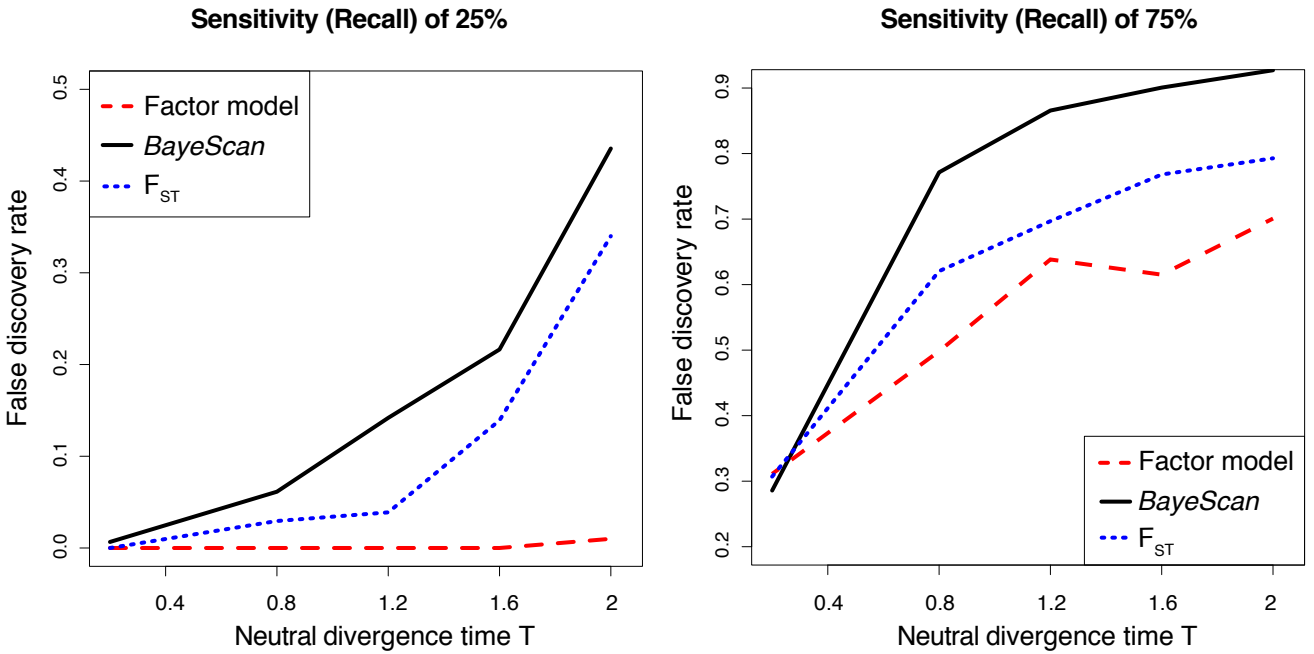 Sensitivity (Recall) of 25%
False discovery rate
0.5
0.4
0.3
0.2
0.1
0.0
Factor model
BayeScan
FST
0.4 0.8 1.2 1.6 2
Neutral divergence time T
Sensitivity (Recall) of 75%
False discovery rate
0.9
0.8
0.7
0.6
0.5
0.4
0.3
0.2
Factor model
BayeScan
FST
0.4 0.8 1.2 1.6 2
Neutral divergence time T